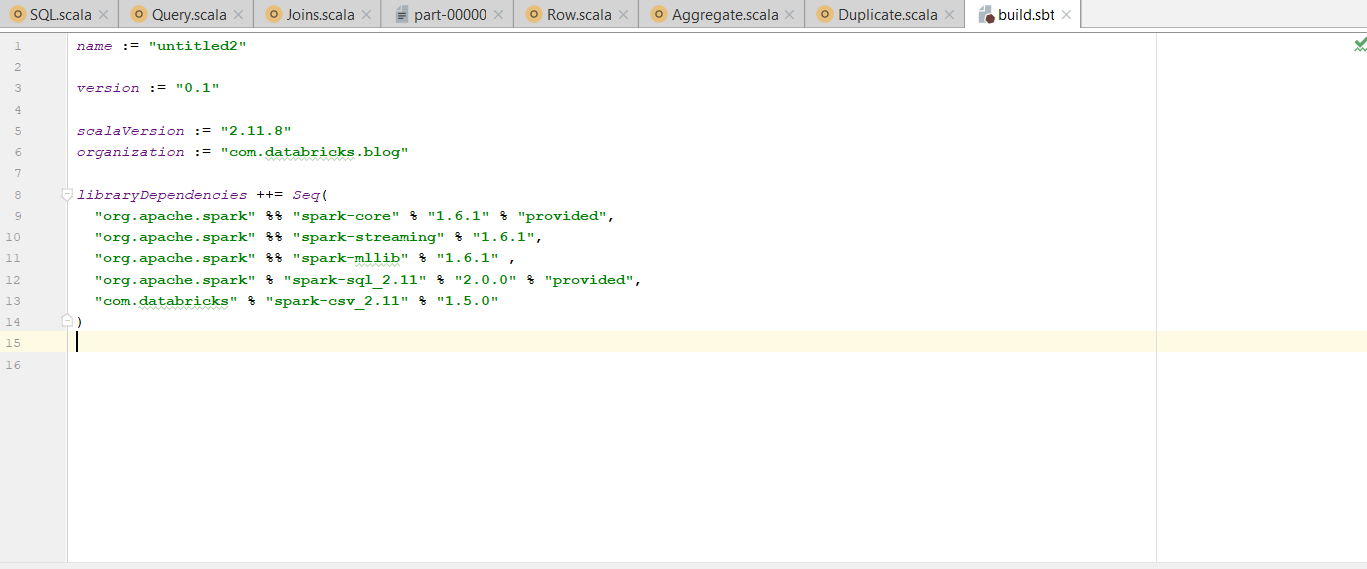 SQL.scala Query.scala Joins.scala part-00000 Row.scala Aggregate.scala Duplicate.scala build.sbt
1 name := "untitled2"
2
3 version := "0.1"
4
5 scalaVersion := "2.11.8"
6 organization := "com.databricks.blog"
7
8 libraryDependencies ++= Seq(
9 "org.apache.spark" %% "spark-core" % "1.6.1" % "provided",
10 "org.apache.spark" %% "spark-streaming" % "1.6.1",
11 "org.apache.spark" %% "spark-mllib" % "1.6.1" ,
12 "org.apache.spark" % "spark-sql_2.11" % "2.0.0" % "provided",
13 "com.databricks" % "spark-csv_2.11" % "1.5.0"
14 )
15
16